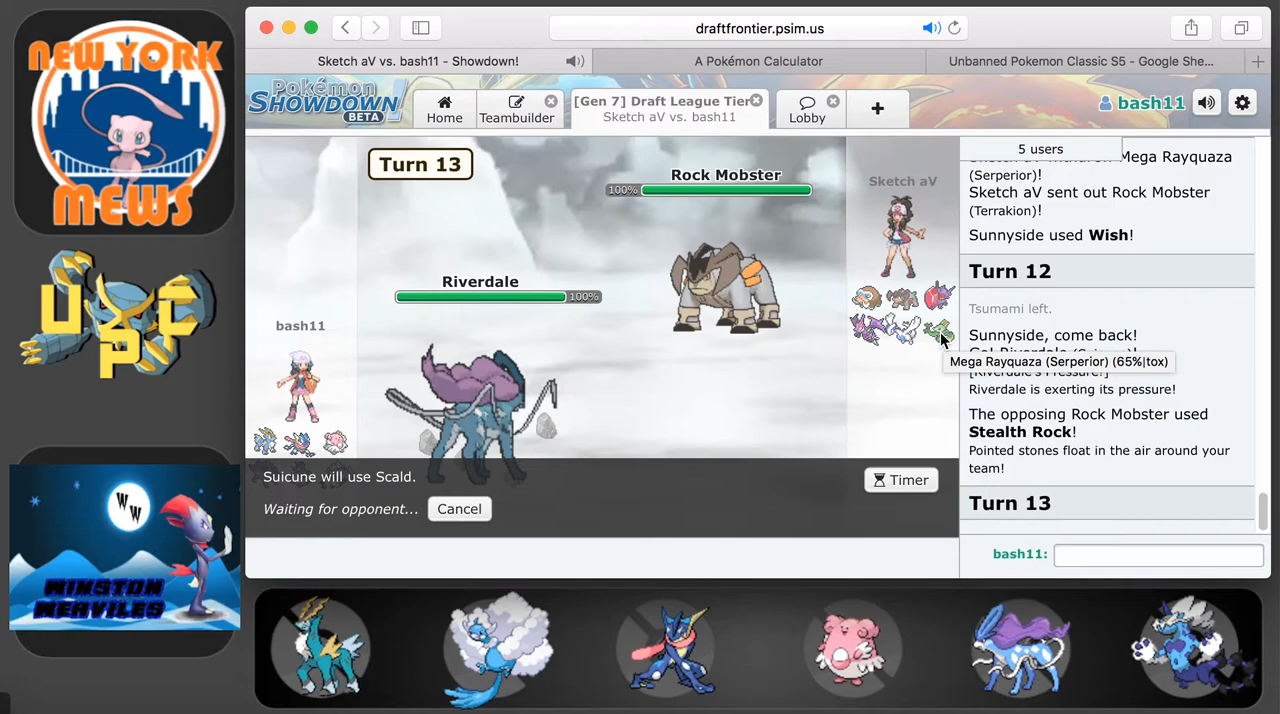 NEW YORK
MEWS
UPC
WW
WINSTON
WERVILES
draftfrontier.psim.us
Sketch aV vs. bash11 - Showdown!
A Pokémon Calculator
Unbanned Pokemon Classic S5 - Google She...
Pokémon
SHOWDOWN!
BETA
Home
Teambuilder
[Gen 7] Draft League Tier
Sketch aV vs. bash11
Lobby
bash11
Turn 13
Rock Mobster
100%
Riverdale
100%
bash11
Sketch aV
5 users
Mega Rayquaza
(Serperior)!
Sketch aV sent out Rock Mobster
(Terrakion)!
Sunnyside used Wish!
Turn 12
Tsumami left.
Sunnyside, come back!
Mega Rayquaza (Serperior) (65%|tox)
Riverdale is exerting its pressure!
The opposing Rock Mobster used
Stealth Rock!
Pointed stones float in the air around your
team!
Turn 13
Suicune will use Scald.
Waiting for opponent...
Cancel
Timer
bash11: